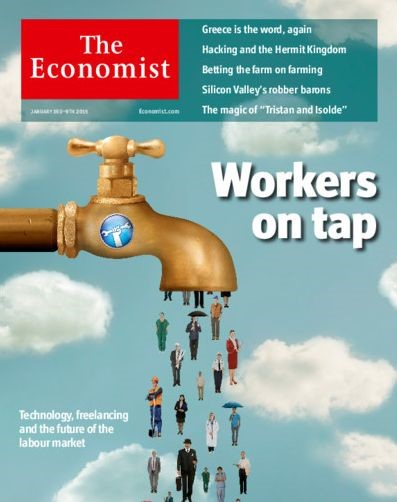 The
Economist
JANUARY 3RD–9TH 2015
Economist.com
Greece is the word, again
Hacking and the Hermit Kingdom
Betting the farm on farming
Silicon Valley's robber barons
The magic of “Tristan and Isolde”
Workers
on tap
Technology, freelancing
and the future of the
labour market